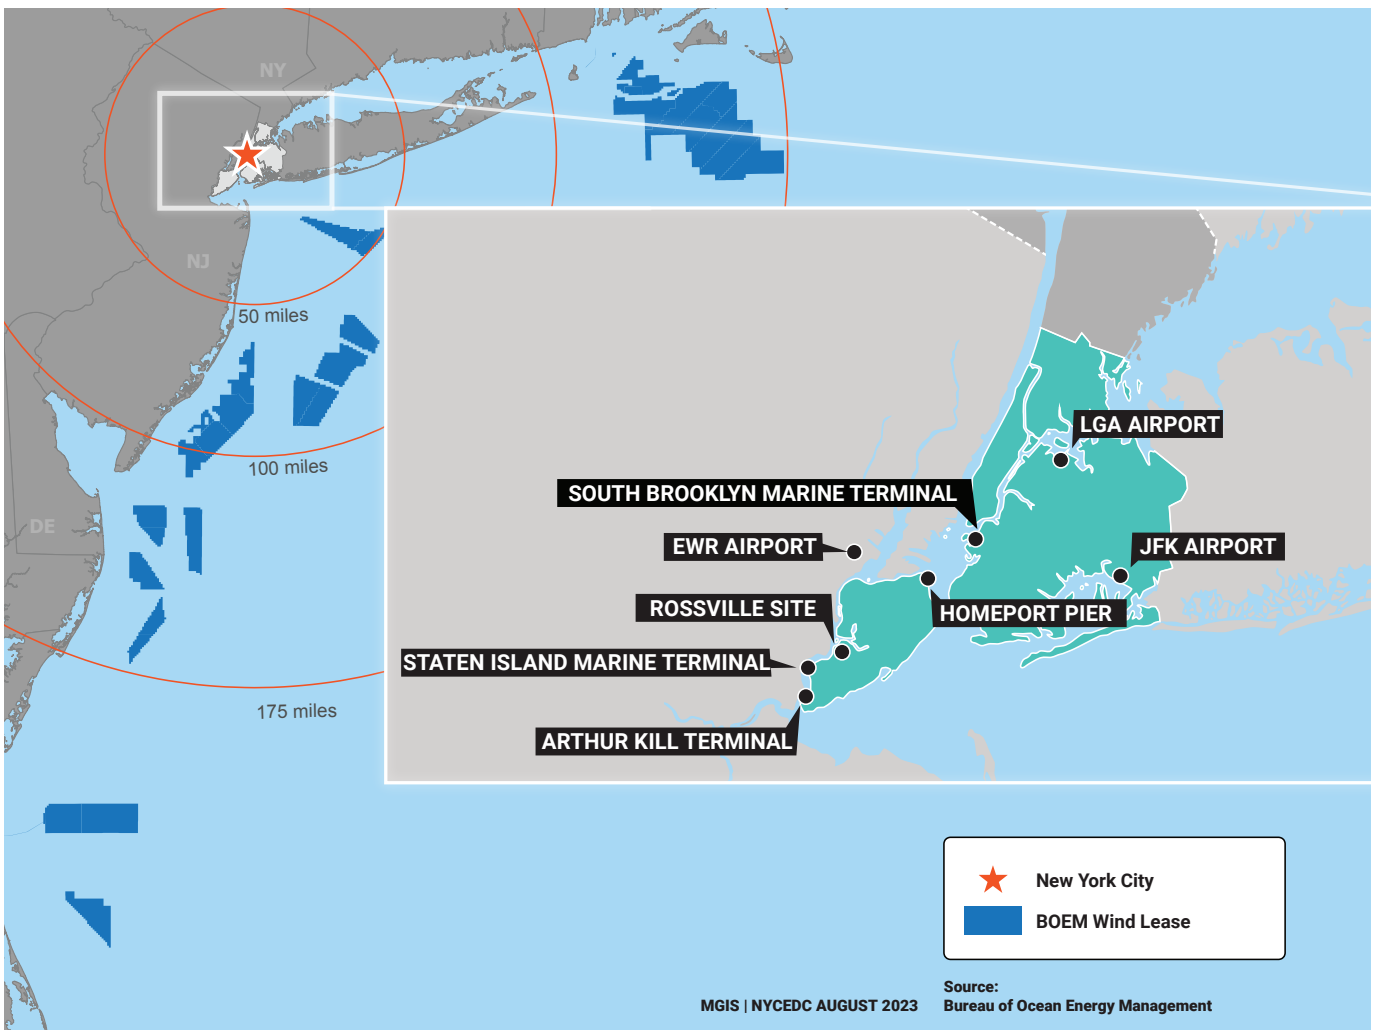 NY
NJ
50 miles
100 miles
DE
175 miles
LGA AIRPORT
SOUTH BROOKLYN MARINE TERMINAL
EWR AIRPORT
JFK AIRPORT
ROSSVILLE SITE
HOMEPORT PIER
STATEN ISLAND MARINE TERMINAL
ARTHUR KILL TERMINAL
New York City
BOEM Wind Lease
MGIS | NYCEDC AUGUST 2023
Source:
Bureau of Ocean Energy Management